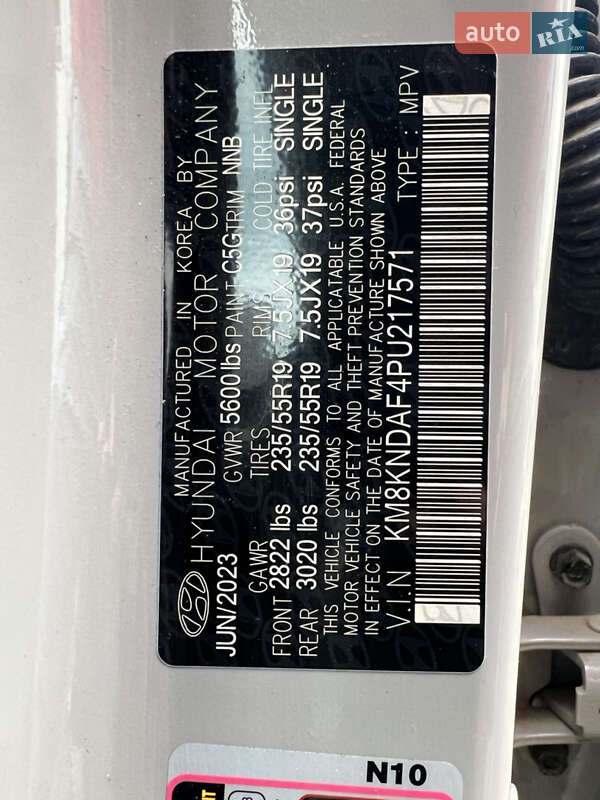 auto RIA.com
MANUFACTURED IN KOREA BY
HYUNDAI MOTOR COMPANY
JUN/2023 GVWR 5600 lbs PAINT C5G TRIM NNB
GAWR TIRES RIMS COLD TIRE INFL
FRONT 2822 lbs 235/55R19 7.5JX19 36psi SINGLE
REAR 3020 lbs 235/55R19 7.5JX19 37psi SINGLE
THIS VEHICLE CONFORMS TO ALL APPLICATABLE U.S.A. FEDERAL
MOTOR VEHICLE SAFETY AND THEFT PREVENTION STANDARDS
IN EFFECT ON THE DATE OF MANUFACTURE SHOWN ABOVE
V.I.N KM8KNDAF4PU217571 TYPE : MPV
N10